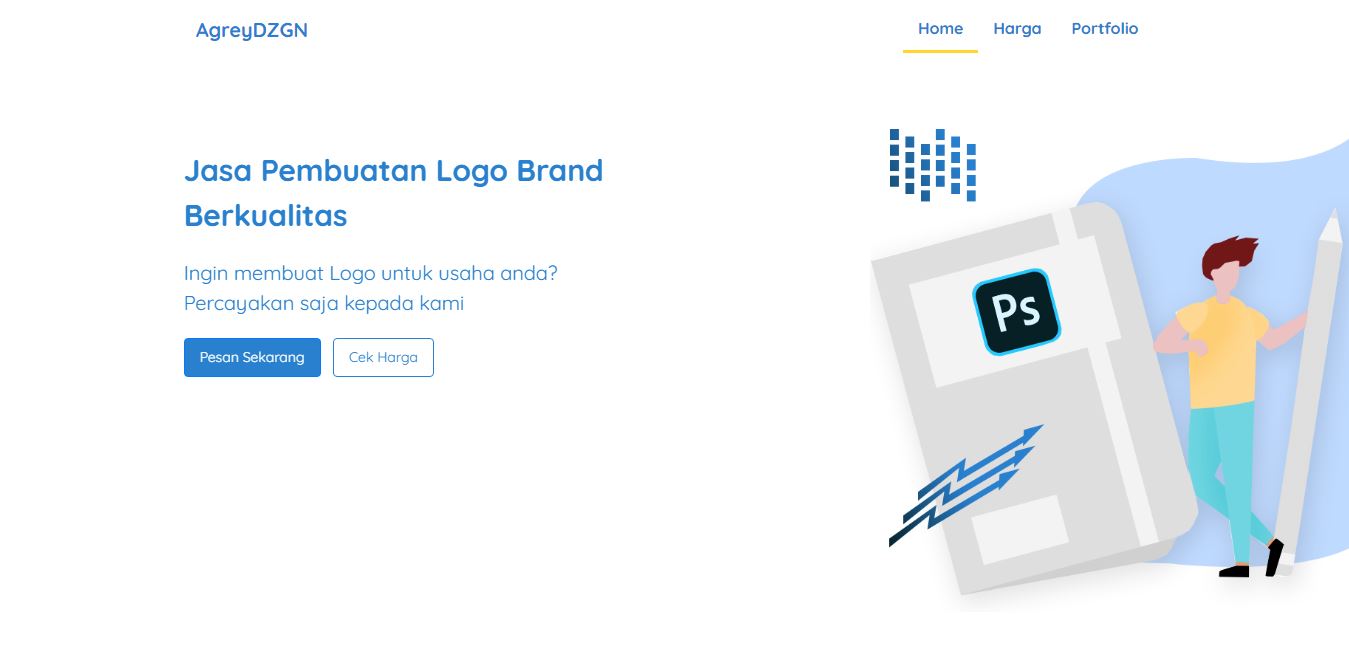 AgreyDZGN
Home Harga Portfolio
Jasa Pembuatan Logo Brand
Berkualitas
Ingin membuat Logo untuk usaha anda?
Percayakan saja kepada kami
Pesan Sekarang Cek Harga
Ps